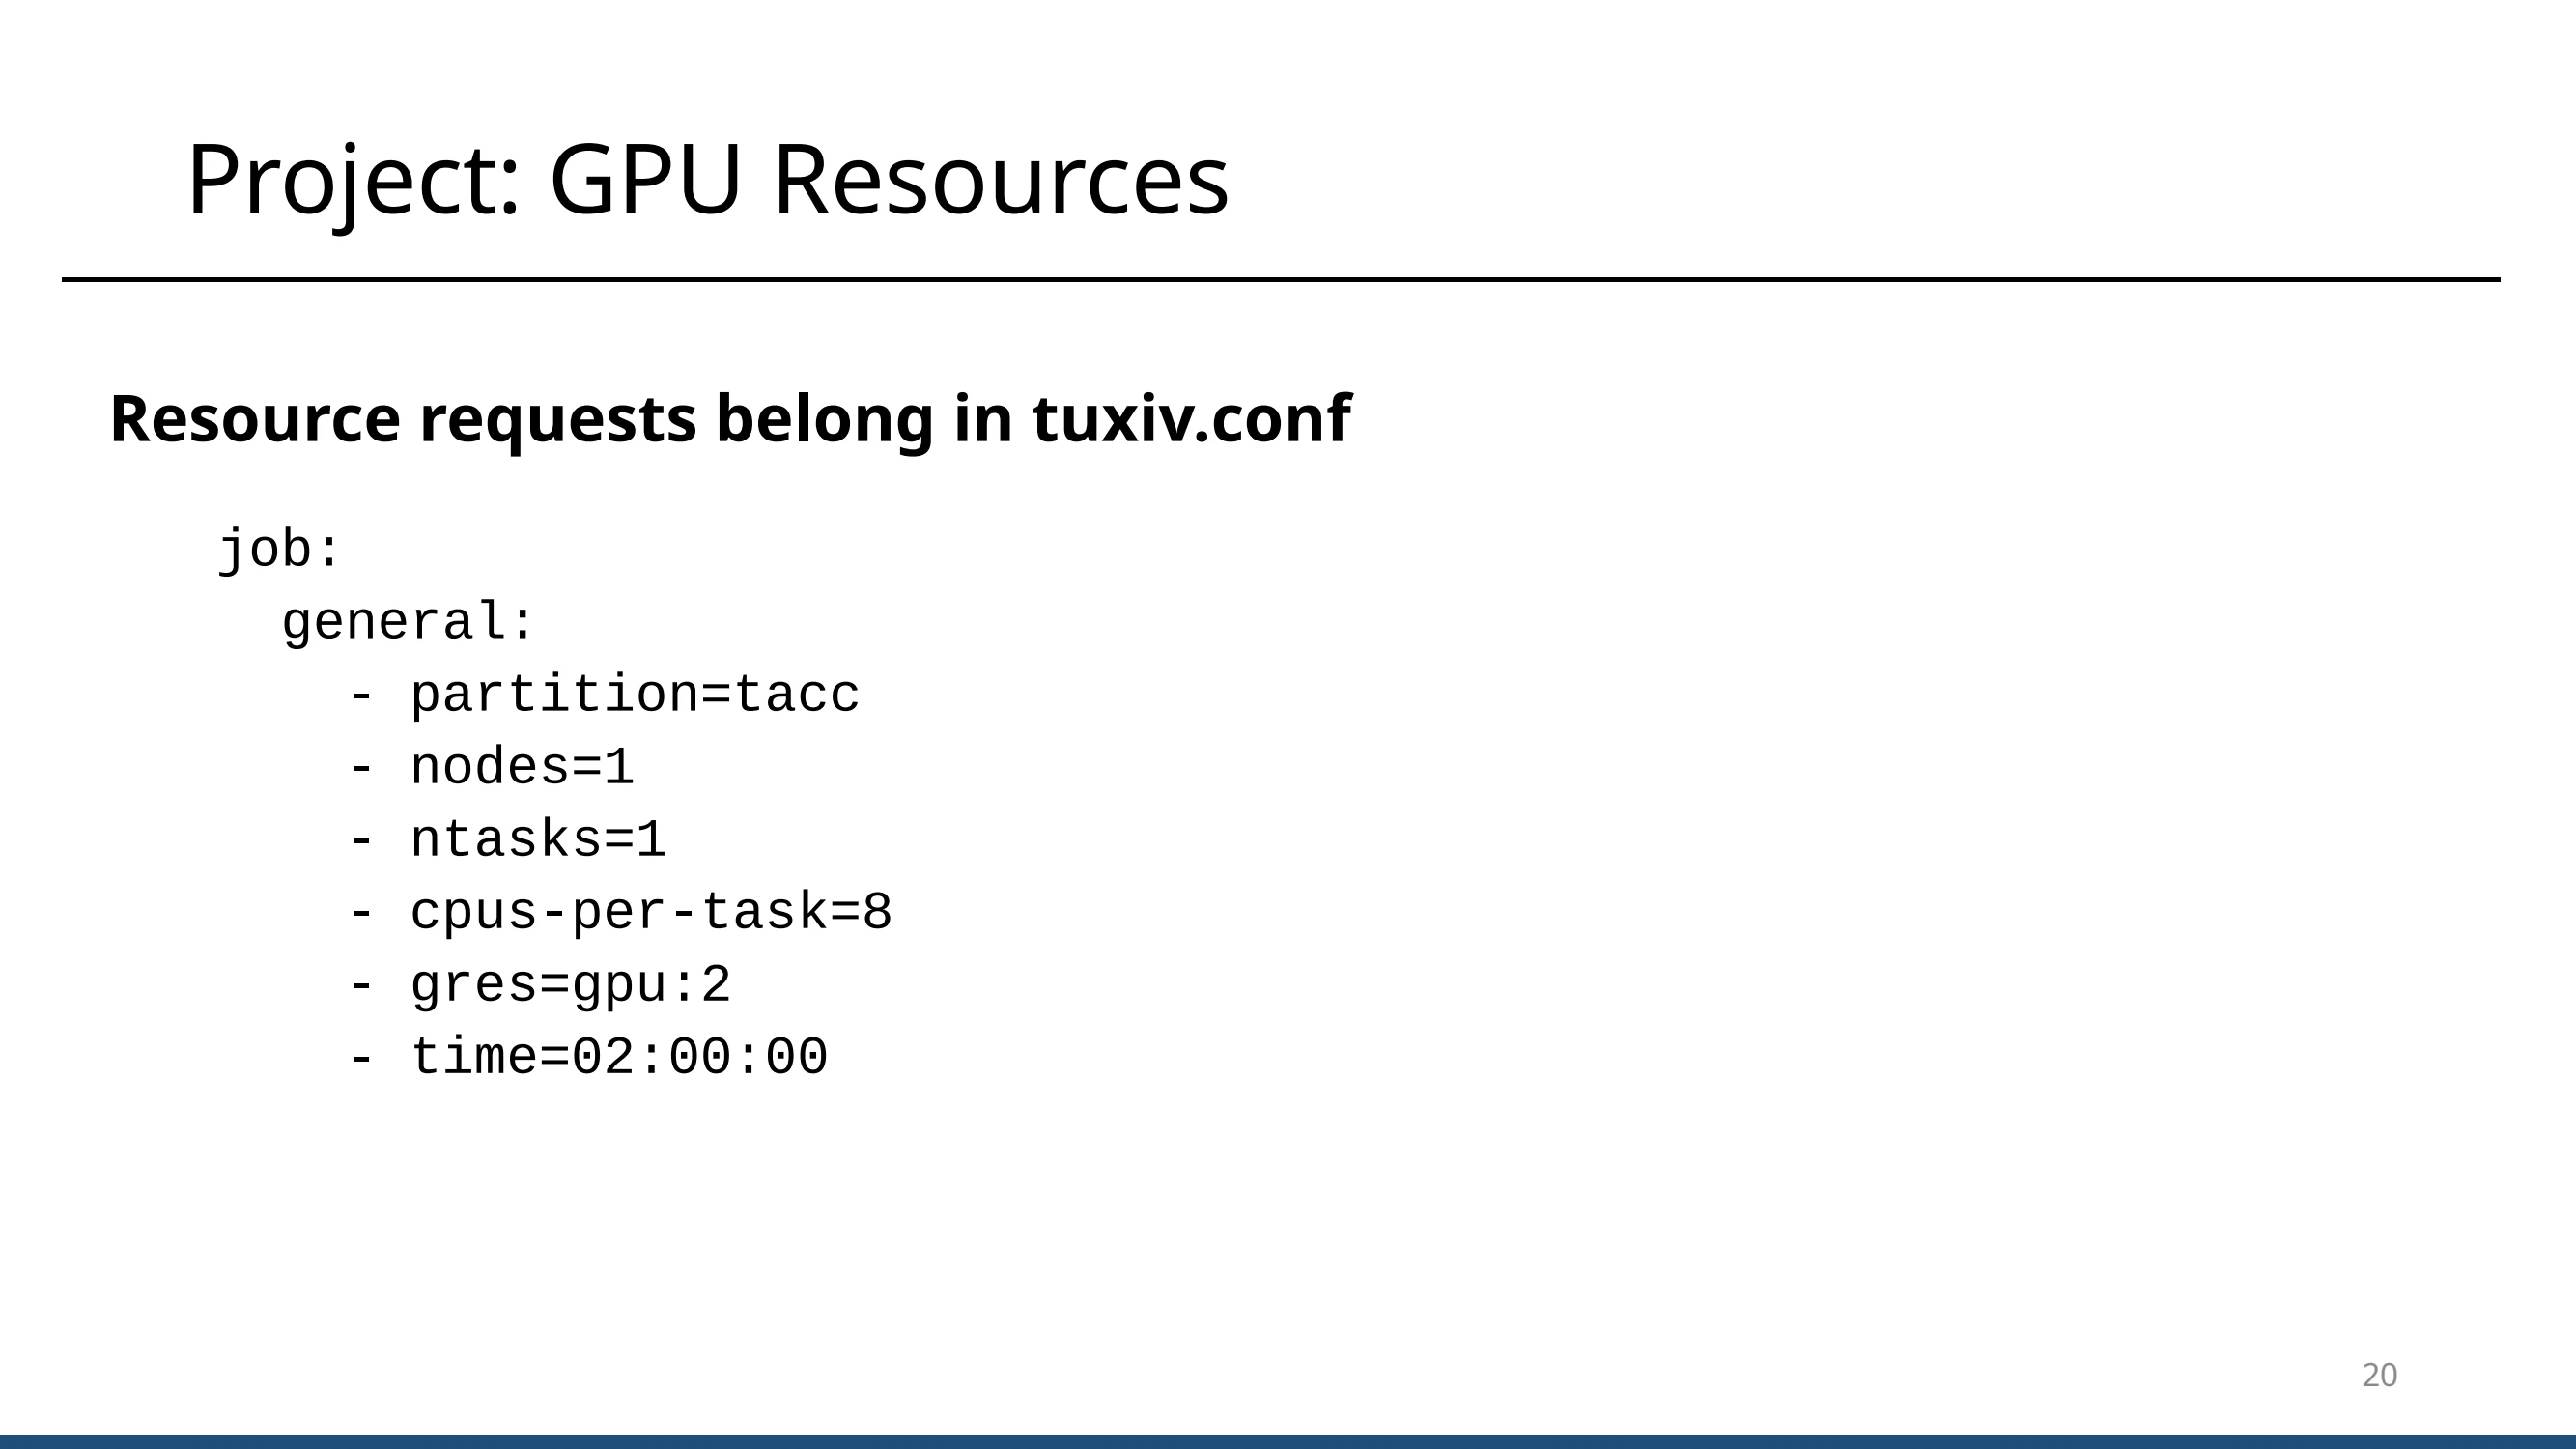 Project: GPU Resources
Resource requests belong in tuxiv.conf
job:
  general:
    - partition=tacc
    - nodes=1
    - ntasks=1
    - cpus-per-task=8
    - gres=gpu:2
    - time=02:00:00
20